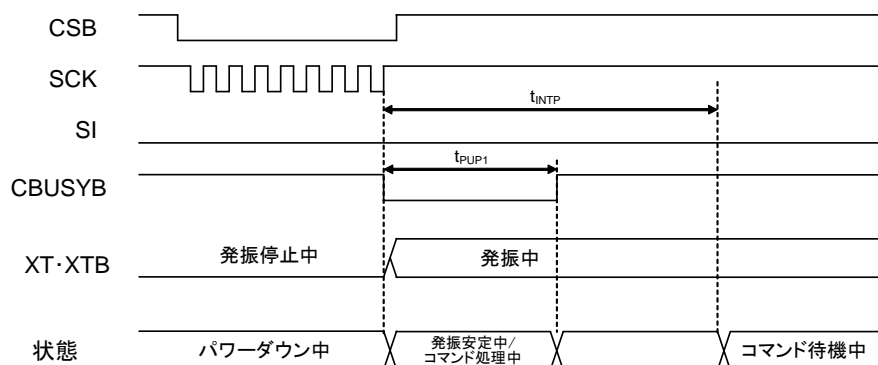 CSB
SCK
tINTP
SI
tPUP1
CBUSYB
XT・XTB
発振停止中
発振中
状態
パワーダウン中
発振安定中/
コマンド処理中
コマンド待機中